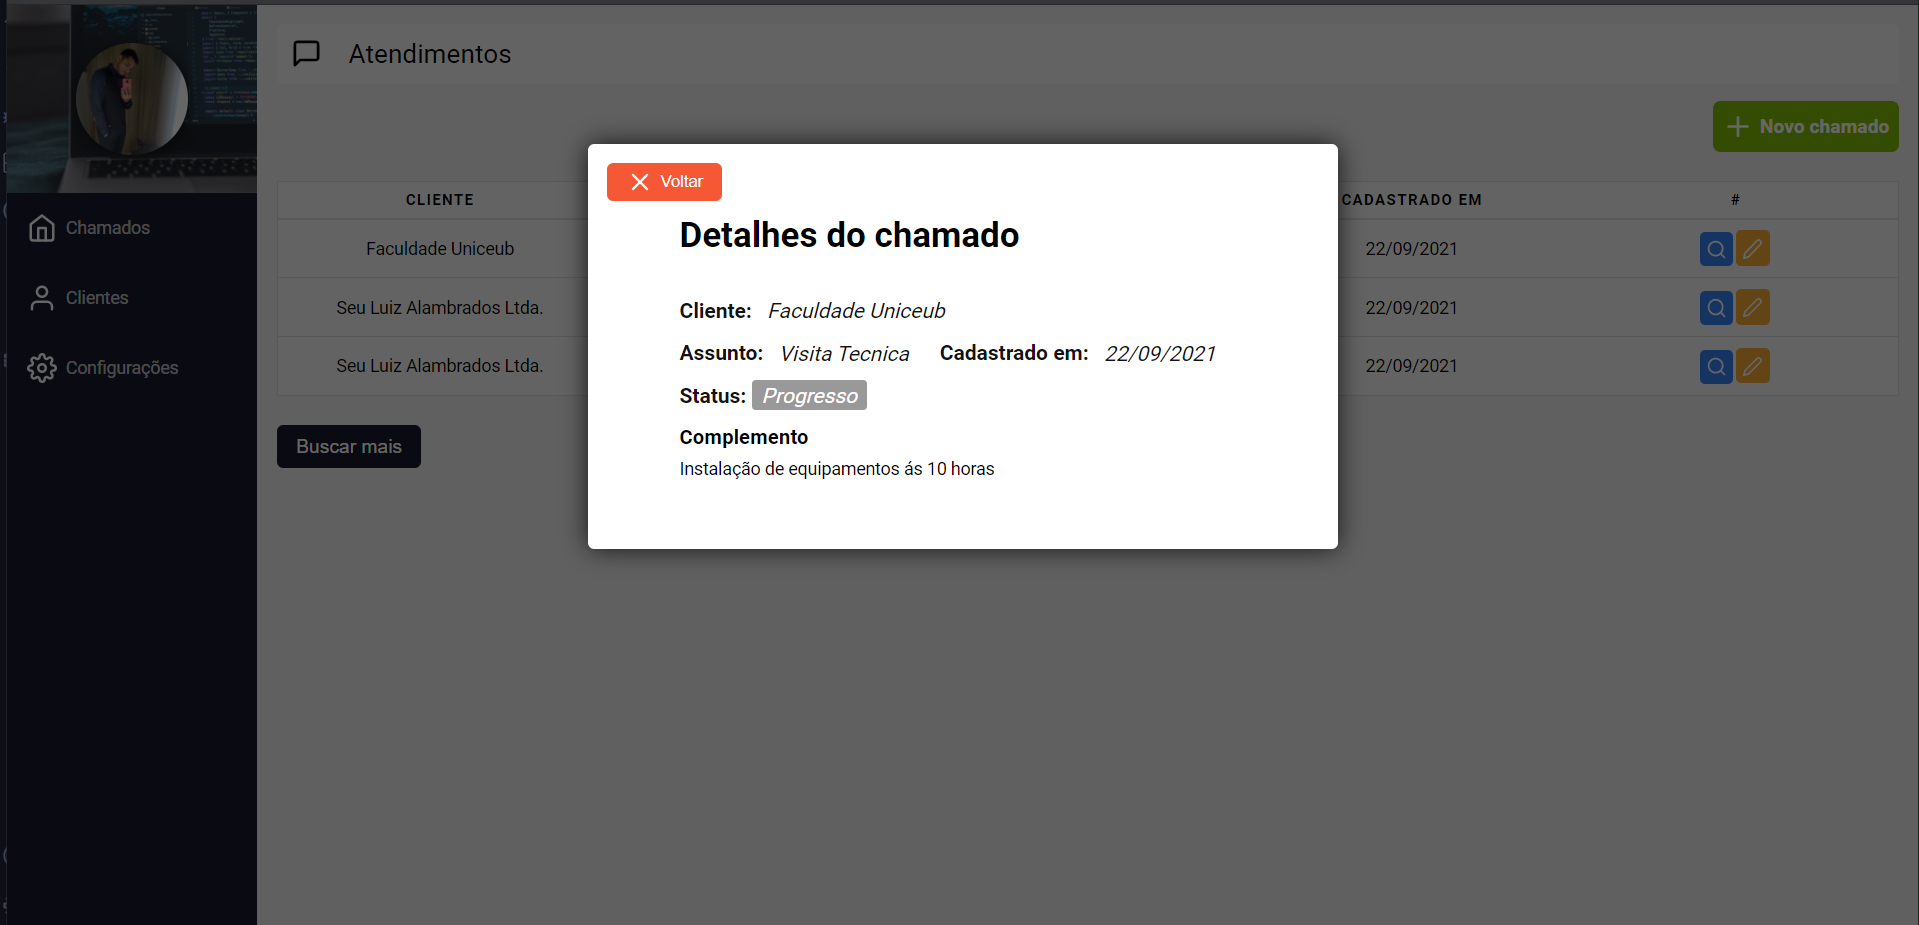 Atendimentos
Novo chamado
Chamados
Clientes
Configurações
CLIENTE CADASTRADO EM #
Faculdade Uniceub 22/09/2021
Seu Luiz Alambrados Ltda. 22/09/2021
Seu Luiz Alambrados Ltda. 22/09/2021
Buscar mais
Voltar
Detalhes do chamado
Cliente: Faculdade Uniceub
Assunto: Visita Tecnica Cadastrado em: 22/09/2021
Status: Progresso
Complemento
Instalação de equipamentos ás 10 horas